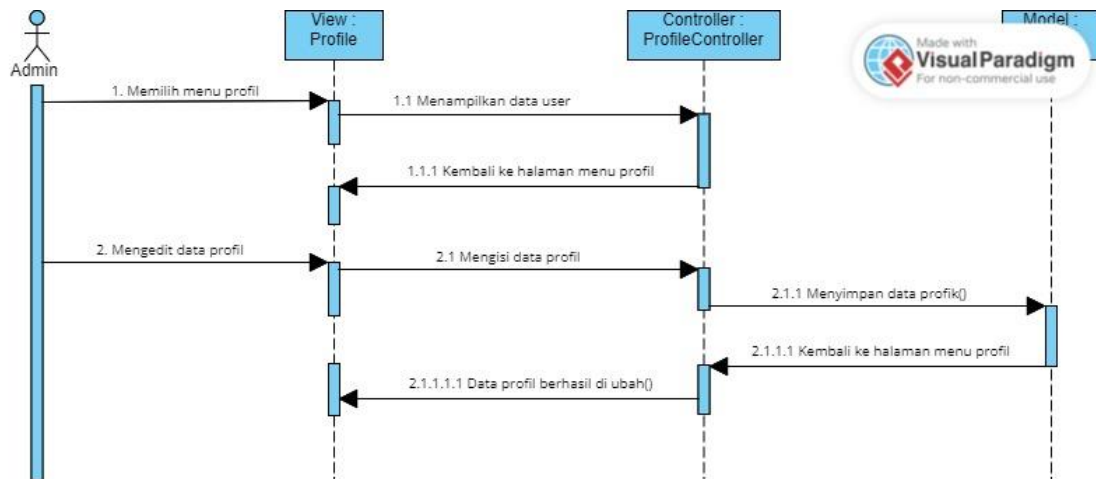 View :
Profile
Controller :
ProfileController
Model :
Made with
VisualParadigm
For non-commercial use
Admin
1. Memilih menu profil
1.1 Menampilkan data user
1.1.1 Kembali ke halaman menu profil
2. Mengedit data profil
2.1 Mengisi data profil
2.1.1 Menyimpan data profik()
2.1.1.1 Kembali ke halaman menu profil
2.1.1.1.1 Data profil berhasil di ubah()